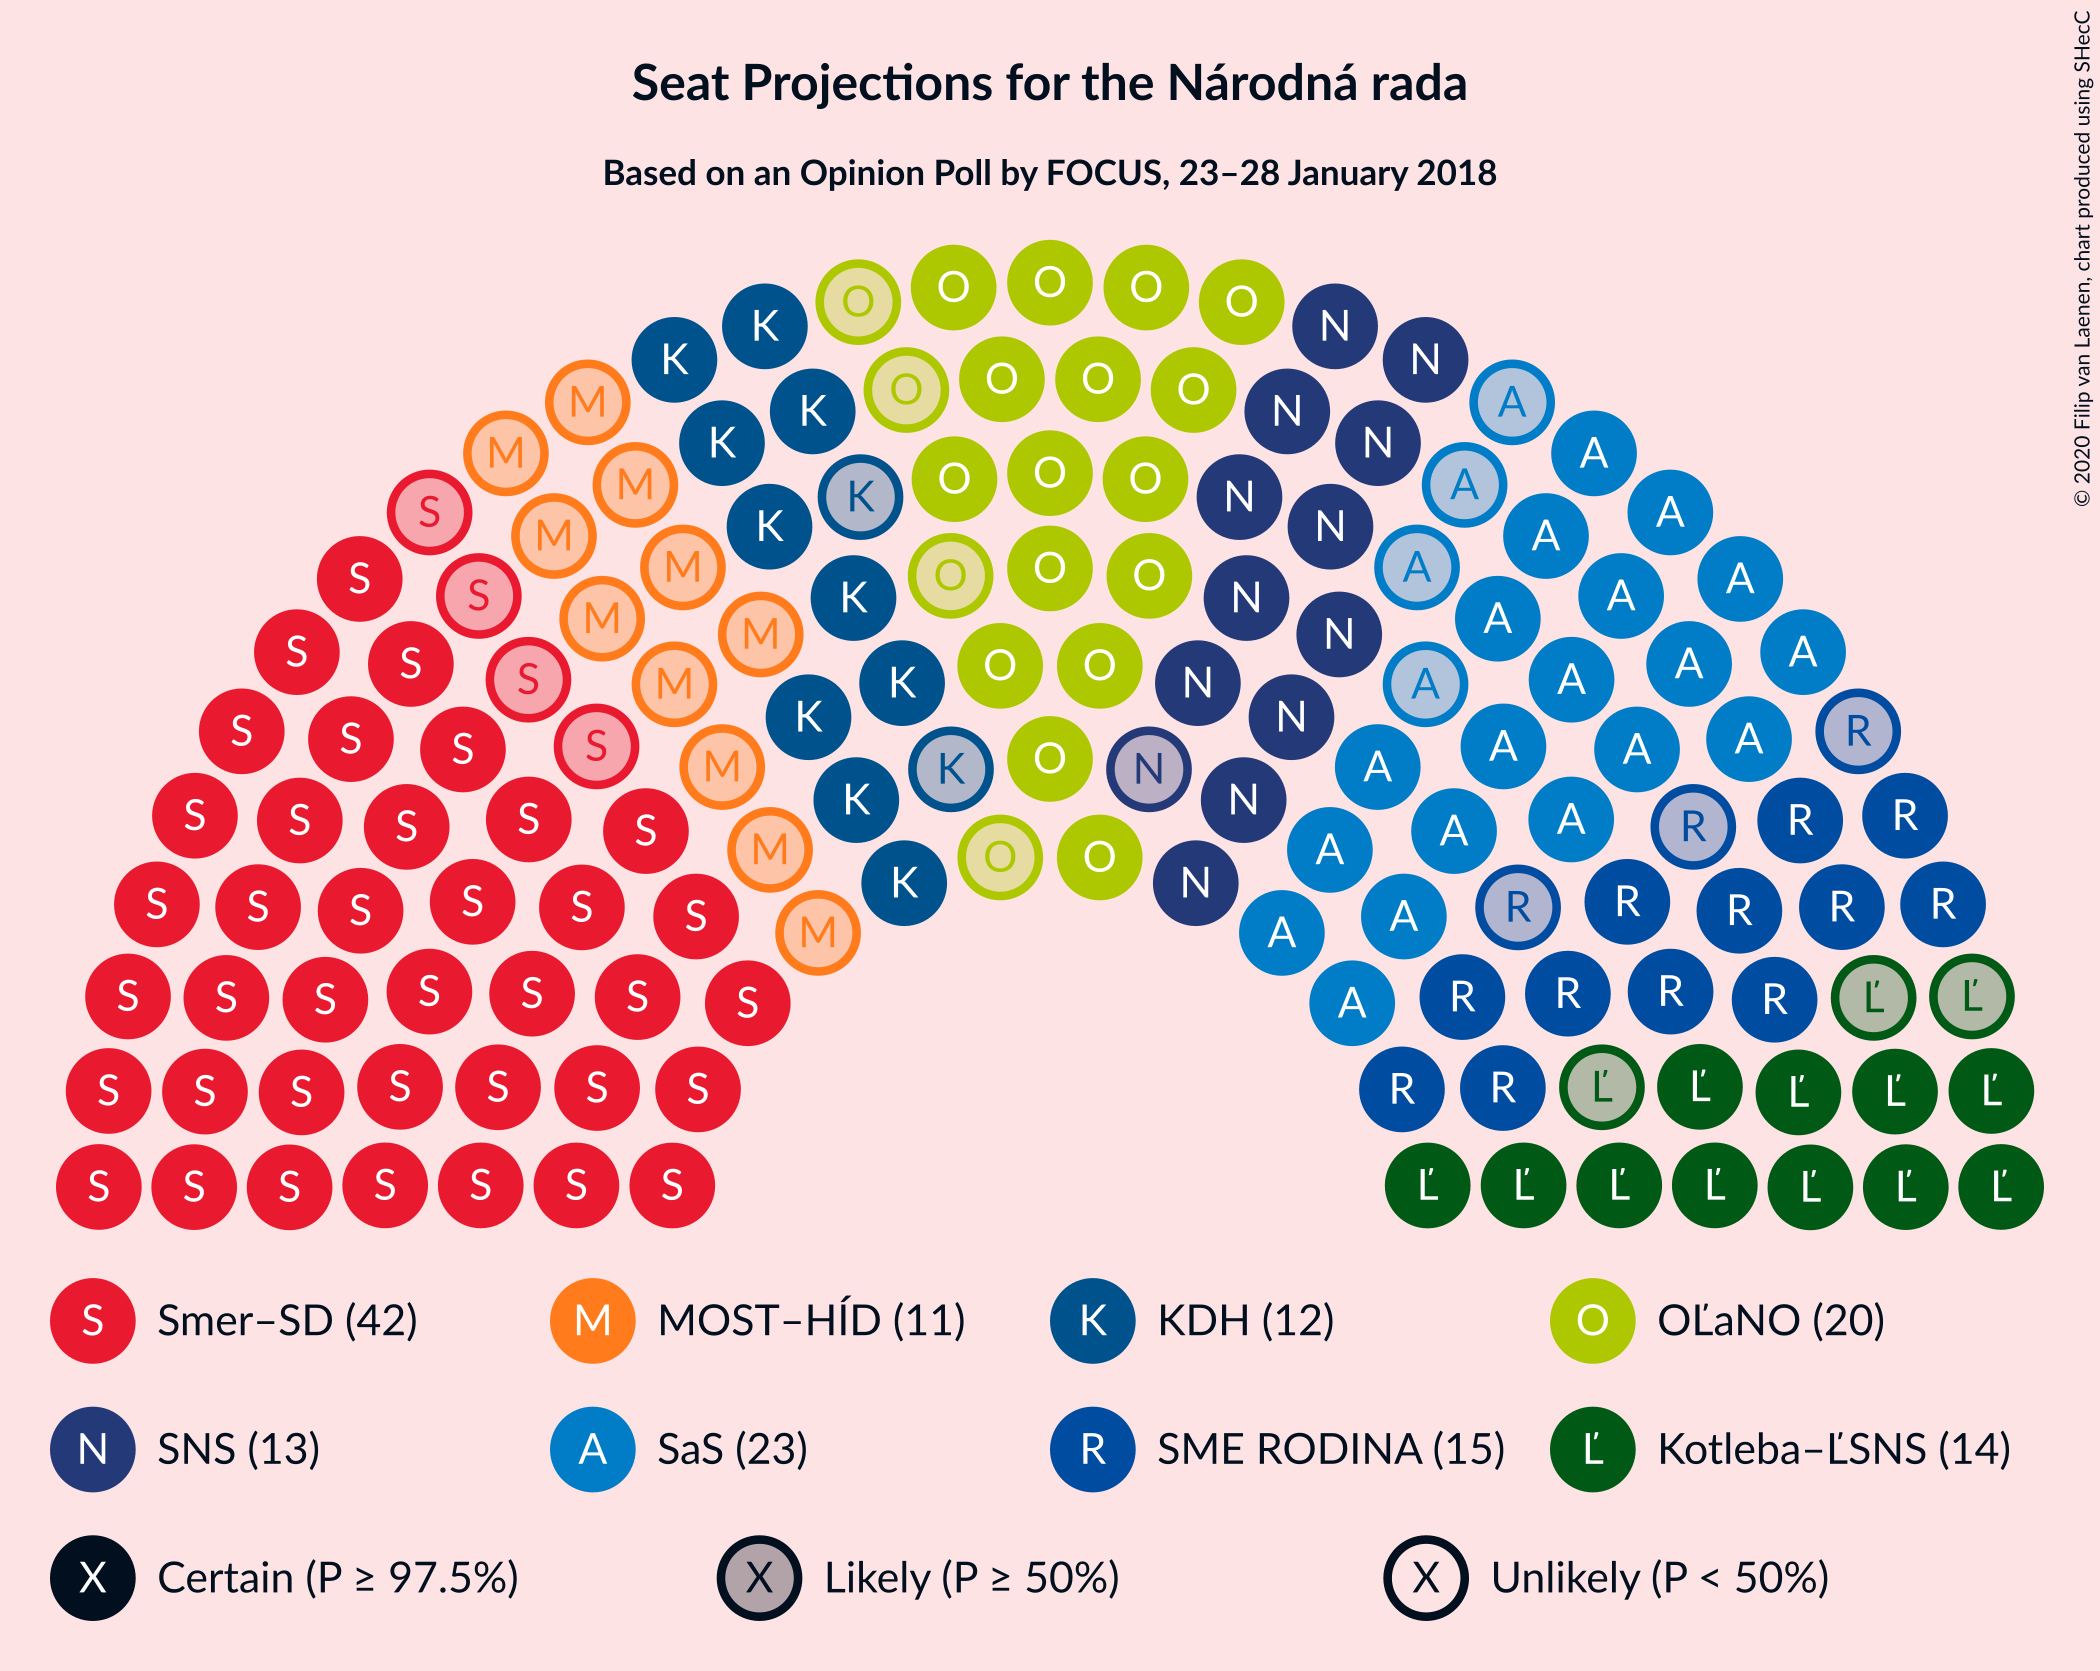 Seat Projections for the Národná rada
Based on an Opinion Poll by FOCUS, 23–28 January 2018
© 2020 Filip van Laenen, chart produced using SHecC
O O O O O
K K N N
K K O O O O N N
M M M A A A
K K O O O N N
S M M A A A
S S M M K O O O N A A A A
S S S M M K O O N N A A A A
S S S S M K K O N N A A A A R
S S S S S M K O O N A A A R R R
S S S S S S M K N A A R R R R R
S S S S S S S A R R R R Ľ Ľ
S S S S S S S R R Ľ Ľ Ľ Ľ Ľ
S S S S S S S Ľ Ľ Ľ Ľ Ľ Ľ Ľ
S Smer–SD (42) M MOST–HÍD (11) K KDH (12) O OĽaNO (20)
N SNS (13) A SaS (23) R SME RODINA (15) Ľ Kotleba–ĽSNS (14)
X Certain (P ≥ 97.5%) X Likely (P ≥ 50%) X Unlikely (P < 50%)